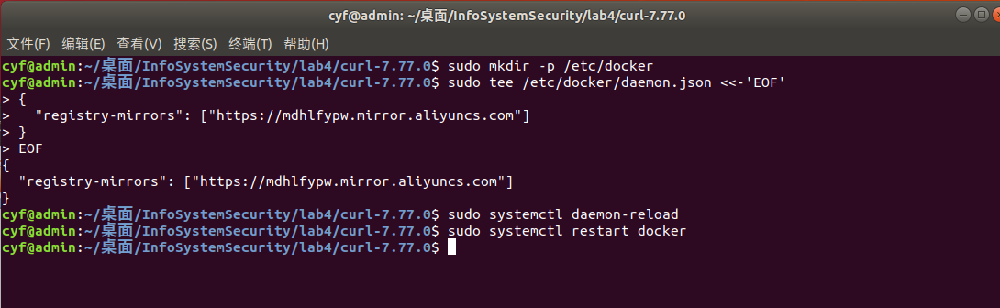 cyf@admin: ~/桌面/InfoSystemSecurity/lab4/curl-7.77.0
文件(F) 编辑(E) 查看(V) 搜索(S) 终端(T) 帮助(H)
cyf@admin:~/桌面/InfoSystemSecurity/lab4/curl-7.77.0$ sudo mkdir -p /etc/docker
cyf@admin:~/桌面/InfoSystemSecurity/lab4/curl-7.77.0$ sudo tee /etc/docker/daemon.json <<-'EOF'
> {
>   "registry-mirrors": ["https://mdhlfypw.mirror.aliyuncs.com"]
> }
> EOF
{
  "registry-mirrors": ["https://mdhlfypw.mirror.aliyuncs.com"]
}
cyf@admin:~/桌面/InfoSystemSecurity/lab4/curl-7.77.0$ sudo systemctl daemon-reload
cyf@admin:~/桌面/InfoSystemSecurity/lab4/curl-7.77.0$ sudo systemctl restart docker
cyf@admin:~/桌面/InfoSystemSecurity/lab4/curl-7.77.0$